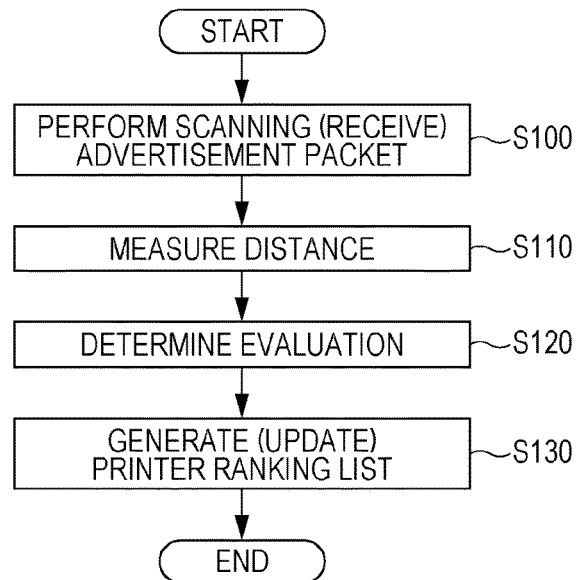 START
PERFORM SCANNING (RECEIVE)
ADVERTISEMENT PACKET
S100
MEASURE DISTANCE
S110
DETERMINE EVALUATION
S120
GENERATE (UPDATE)
PRINTER RANKING LIST
S130
END